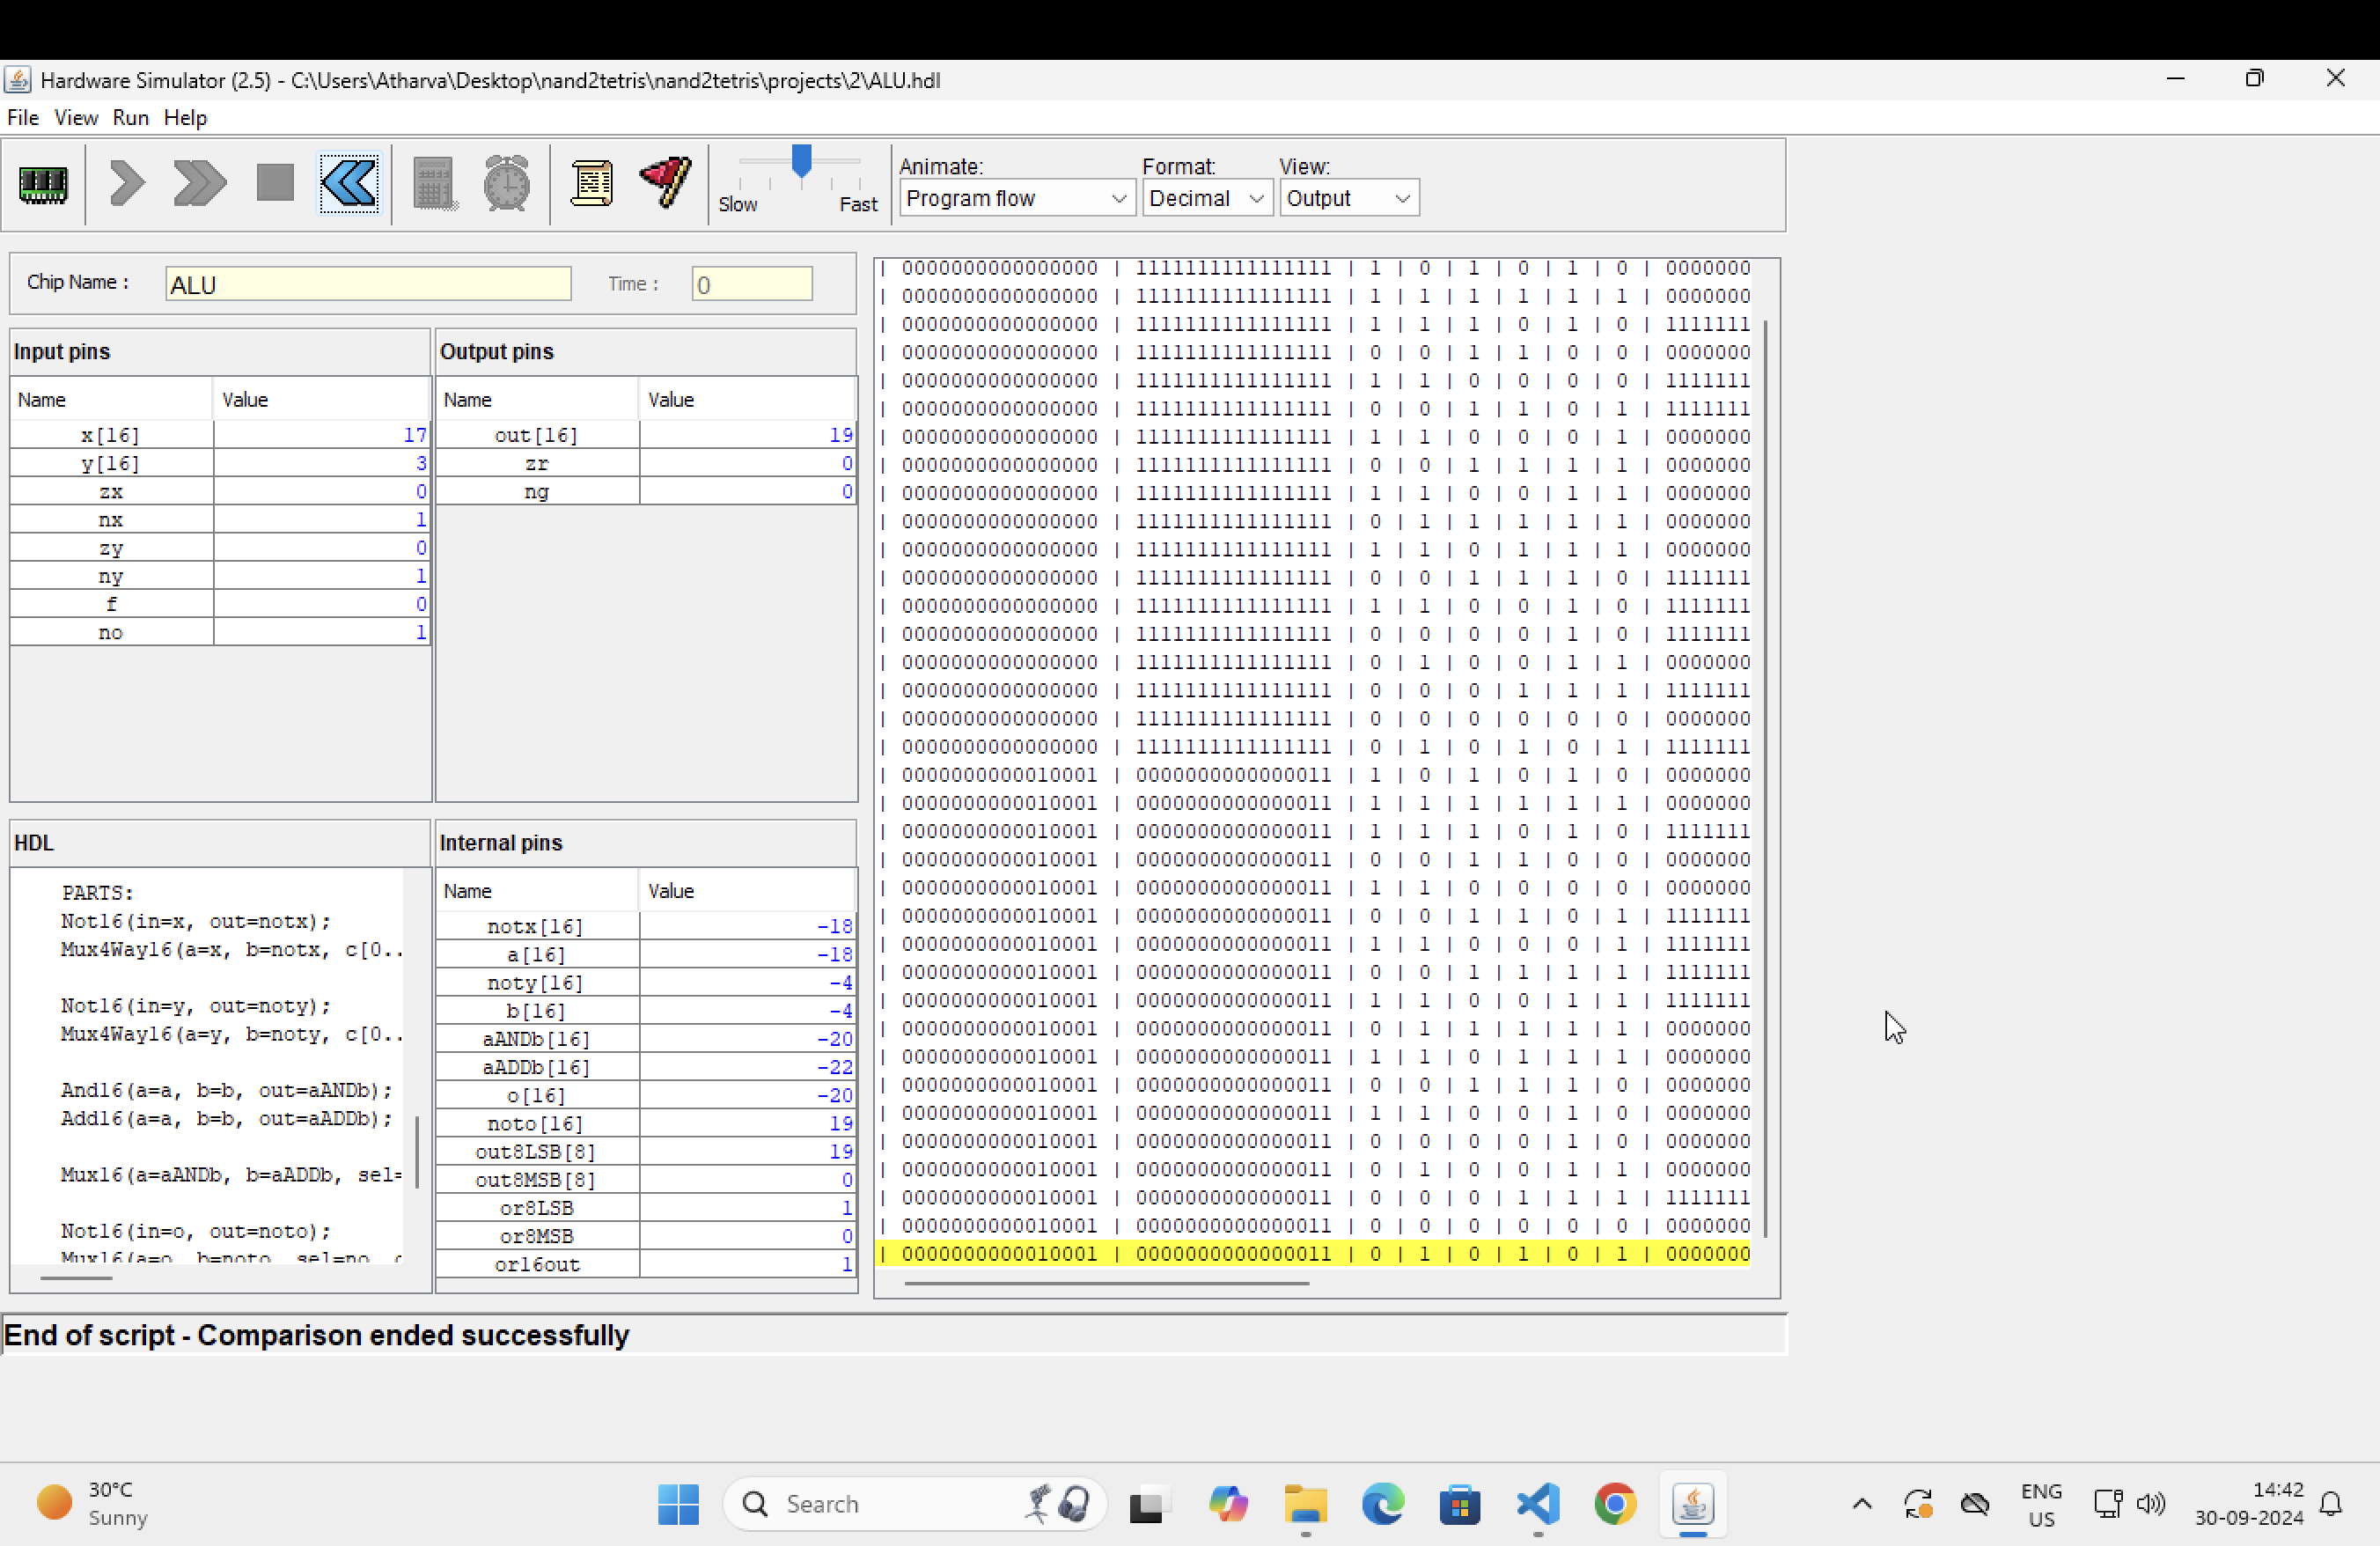 Hardware Simulator (2.5) - C:\Users\Atharva\Desktop\nand2tetris\nand2tetris\projects\2\ALU.hdl
File View Run Help
Slow Fast
Animate: Format: View:
Program flow Decimal Output
Chip Name : ALU Time : 0
Input pins
Name Value
x[16] 17
y[16] 3
zx 0
nx 1
zy 0
ny 1
f 0
no 1
Output pins
Name Value
out[16] 19
zr 0
ng 0
HDL
PARTS:
Not16(in=x, out=notx);
Mux4Way16(a=x, b=notx, c[0..
Not16(in=y, out=noty);
Mux4Way16(a=y, b=noty, c[0..
And16(a=a, b=b, out=aANDb);
Add16(a=a, b=b, out=aADDb);
Mux16(a=aANDb, b=aADDb, sel=
Not16(in=o, out=noto);
Mux16(a=o, b=noto, sel=no,
Internal pins
Name Value
notx[16] -18
a[16] -18
noty[16] -4
b[16] -4
aANDb[16] -20
aADDb[16] -22
o[16] -20
noto[16] 19
out8LSB[8] 19
out8MSB[8] 0
or8LSB 1
or8MSB 0
or16out 1
| 0000000000000000 | 1111111111111111 | 1 | 0 | 1 | 0 | 1 | 0 | 0000000
| 0000000000000000 | 1111111111111111 | 1 | 1 | 1 | 1 | 1 | 1 | 0000000
| 0000000000000000 | 1111111111111111 | 1 | 1 | 1 | 0 | 1 | 0 | 1111111
| 0000000000000000 | 1111111111111111 | 0 | 0 | 1 | 1 | 0 | 0 | 0000000
| 0000000000000000 | 1111111111111111 | 1 | 1 | 0 | 0 | 0 | 0 | 1111111
| 0000000000000000 | 1111111111111111 | 0 | 0 | 1 | 1 | 0 | 1 | 1111111
| 0000000000000000 | 1111111111111111 | 1 | 1 | 0 | 0 | 0 | 1 | 0000000
| 0000000000000000 | 1111111111111111 | 0 | 0 | 1 | 1 | 1 | 1 | 0000000
| 0000000000000000 | 1111111111111111 | 1 | 1 | 0 | 0 | 1 | 1 | 0000000
| 0000000000000000 | 1111111111111111 | 0 | 1 | 1 | 1 | 1 | 1 | 0000000
| 0000000000000000 | 1111111111111111 | 1 | 1 | 0 | 1 | 1 | 1 | 0000000
| 0000000000000000 | 1111111111111111 | 0 | 0 | 1 | 1 | 1 | 0 | 1111111
| 0000000000000000 | 1111111111111111 | 1 | 1 | 0 | 0 | 1 | 0 | 1111111
| 0000000000000000 | 1111111111111111 | 0 | 0 | 0 | 0 | 1 | 0 | 1111111
| 0000000000000000 | 1111111111111111 | 0 | 1 | 0 | 0 | 1 | 1 | 0000000
| 0000000000000000 | 1111111111111111 | 0 | 0 | 0 | 1 | 1 | 1 | 1111111
| 0000000000000000 | 1111111111111111 | 0 | 0 | 0 | 0 | 0 | 0 | 0000000
| 0000000000000000 | 1111111111111111 | 0 | 1 | 0 | 1 | 0 | 1 | 1111111
| 0000000000010001 | 0000000000000011 | 1 | 0 | 1 | 0 | 1 | 0 | 0000000
| 0000000000010001 | 0000000000000011 | 1 | 1 | 1 | 1 | 1 | 1 | 0000000
| 0000000000010001 | 0000000000000011 | 1 | 1 | 1 | 0 | 1 | 0 | 1111111
| 0000000000010001 | 0000000000000011 | 0 | 0 | 1 | 1 | 0 | 0 | 0000000
| 0000000000010001 | 0000000000000011 | 1 | 1 | 0 | 0 | 0 | 0 | 0000000
| 0000000000010001 | 0000000000000011 | 0 | 0 | 1 | 1 | 0 | 1 | 1111111
| 0000000000010001 | 0000000000000011 | 1 | 1 | 0 | 0 | 0 | 1 | 1111111
| 0000000000010001 | 0000000000000011 | 0 | 0 | 1 | 1 | 1 | 1 | 1111111
| 0000000000010001 | 0000000000000011 | 1 | 1 | 0 | 0 | 1 | 1 | 1111111
| 0000000000010001 | 0000000000000011 | 0 | 1 | 1 | 1 | 1 | 1 | 0000000
| 0000000000010001 | 0000000000000011 | 1 | 1 | 0 | 1 | 1 | 1 | 0000000
| 0000000000010001 | 0000000000000011 | 0 | 0 | 1 | 1 | 1 | 0 | 0000000
| 0000000000010001 | 0000000000000011 | 1 | 1 | 0 | 0 | 1 | 0 | 0000000
| 0000000000010001 | 0000000000000011 | 0 | 0 | 0 | 0 | 1 | 0 | 0000000
| 0000000000010001 | 0000000000000011 | 0 | 1 | 0 | 0 | 1 | 1 | 0000000
| 0000000000010001 | 0000000000000011 | 0 | 0 | 0 | 1 | 1 | 1 | 1111111
| 0000000000010001 | 0000000000000011 | 0 | 0 | 0 | 0 | 0 | 0 | 0000000
| 0000000000010001 | 0000000000000011 | 0 | 1 | 0 | 1 | 0 | 1 | 0000000
End of script - Comparison ended successfully
30°C
Sunny
Search
ENG
US
14:42
30-09-2024